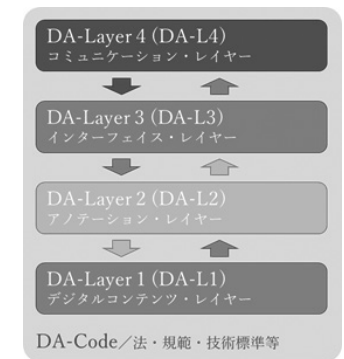 DA-Layer 4 (DA-L4)
コミュニケーション・レイヤー
DA-Layer 3 (DA-L3)
インターフェイス・レイヤー
DA-Layer 2 (DA-L2)
アノテーション・レイヤー
DA-Layer 1 (DA-L1)
デジタルコンテンツ・レイヤー
DA-Code／法・規範・技術標準等